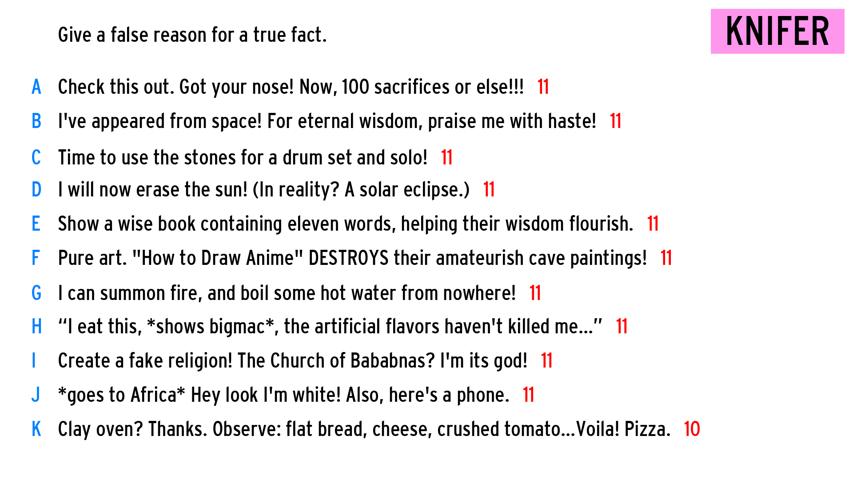 Give a false reason for a true fact.
KNIFER
A Check this out. Got your nose! Now, 100 sacrifices or else!!! 11
B I've appeared from space! For eternal wisdom, praise me with haste! 11
C Time to use the stones for a drum set and solo! 11
D I will now erase the sun! (In reality? A solar eclipse.) 11
E Show a wise book containing eleven words, helping their wisdom flourish. 11
F Pure art. "How to Draw Anime" DESTROYS their amateurish cave paintings! 11
G I can summon fire, and boil some hot water from nowhere! 11
H “I eat this, *shows bigmac*, the artificial flavors haven't killed me...” 11
I Create a fake religion! The Church of Bababnas? I'm its god! 11
J *goes to Africa* Hey look I'm white! Also, here's a phone. 11
K Clay oven? Thanks. Observe: flat bread, cheese, crushed tomato...Voila! Pizza. 10